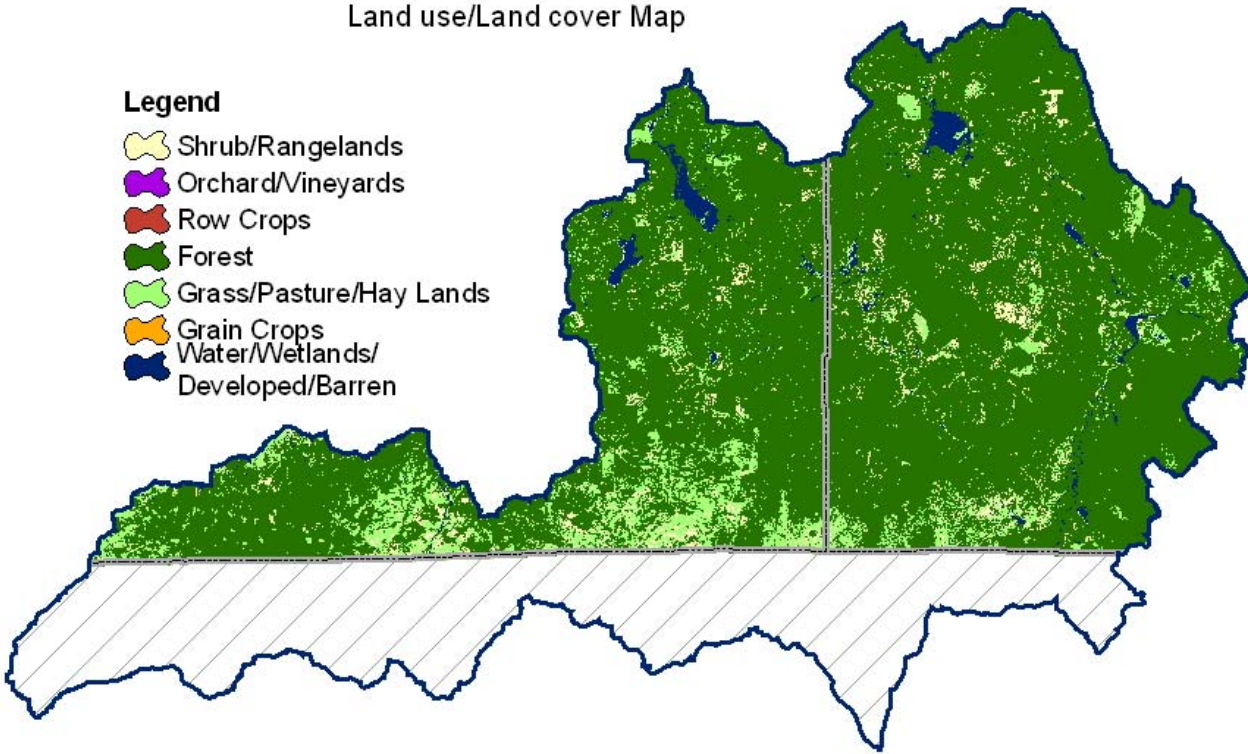 Land use/Land cover Map
Legend
Shrub/Rangelands
Orchard/Vineyards
Row Crops
Forest
Grass/Pasture/Hay Lands
Grain Crops
Water/Wetlands/
Developed/Barren